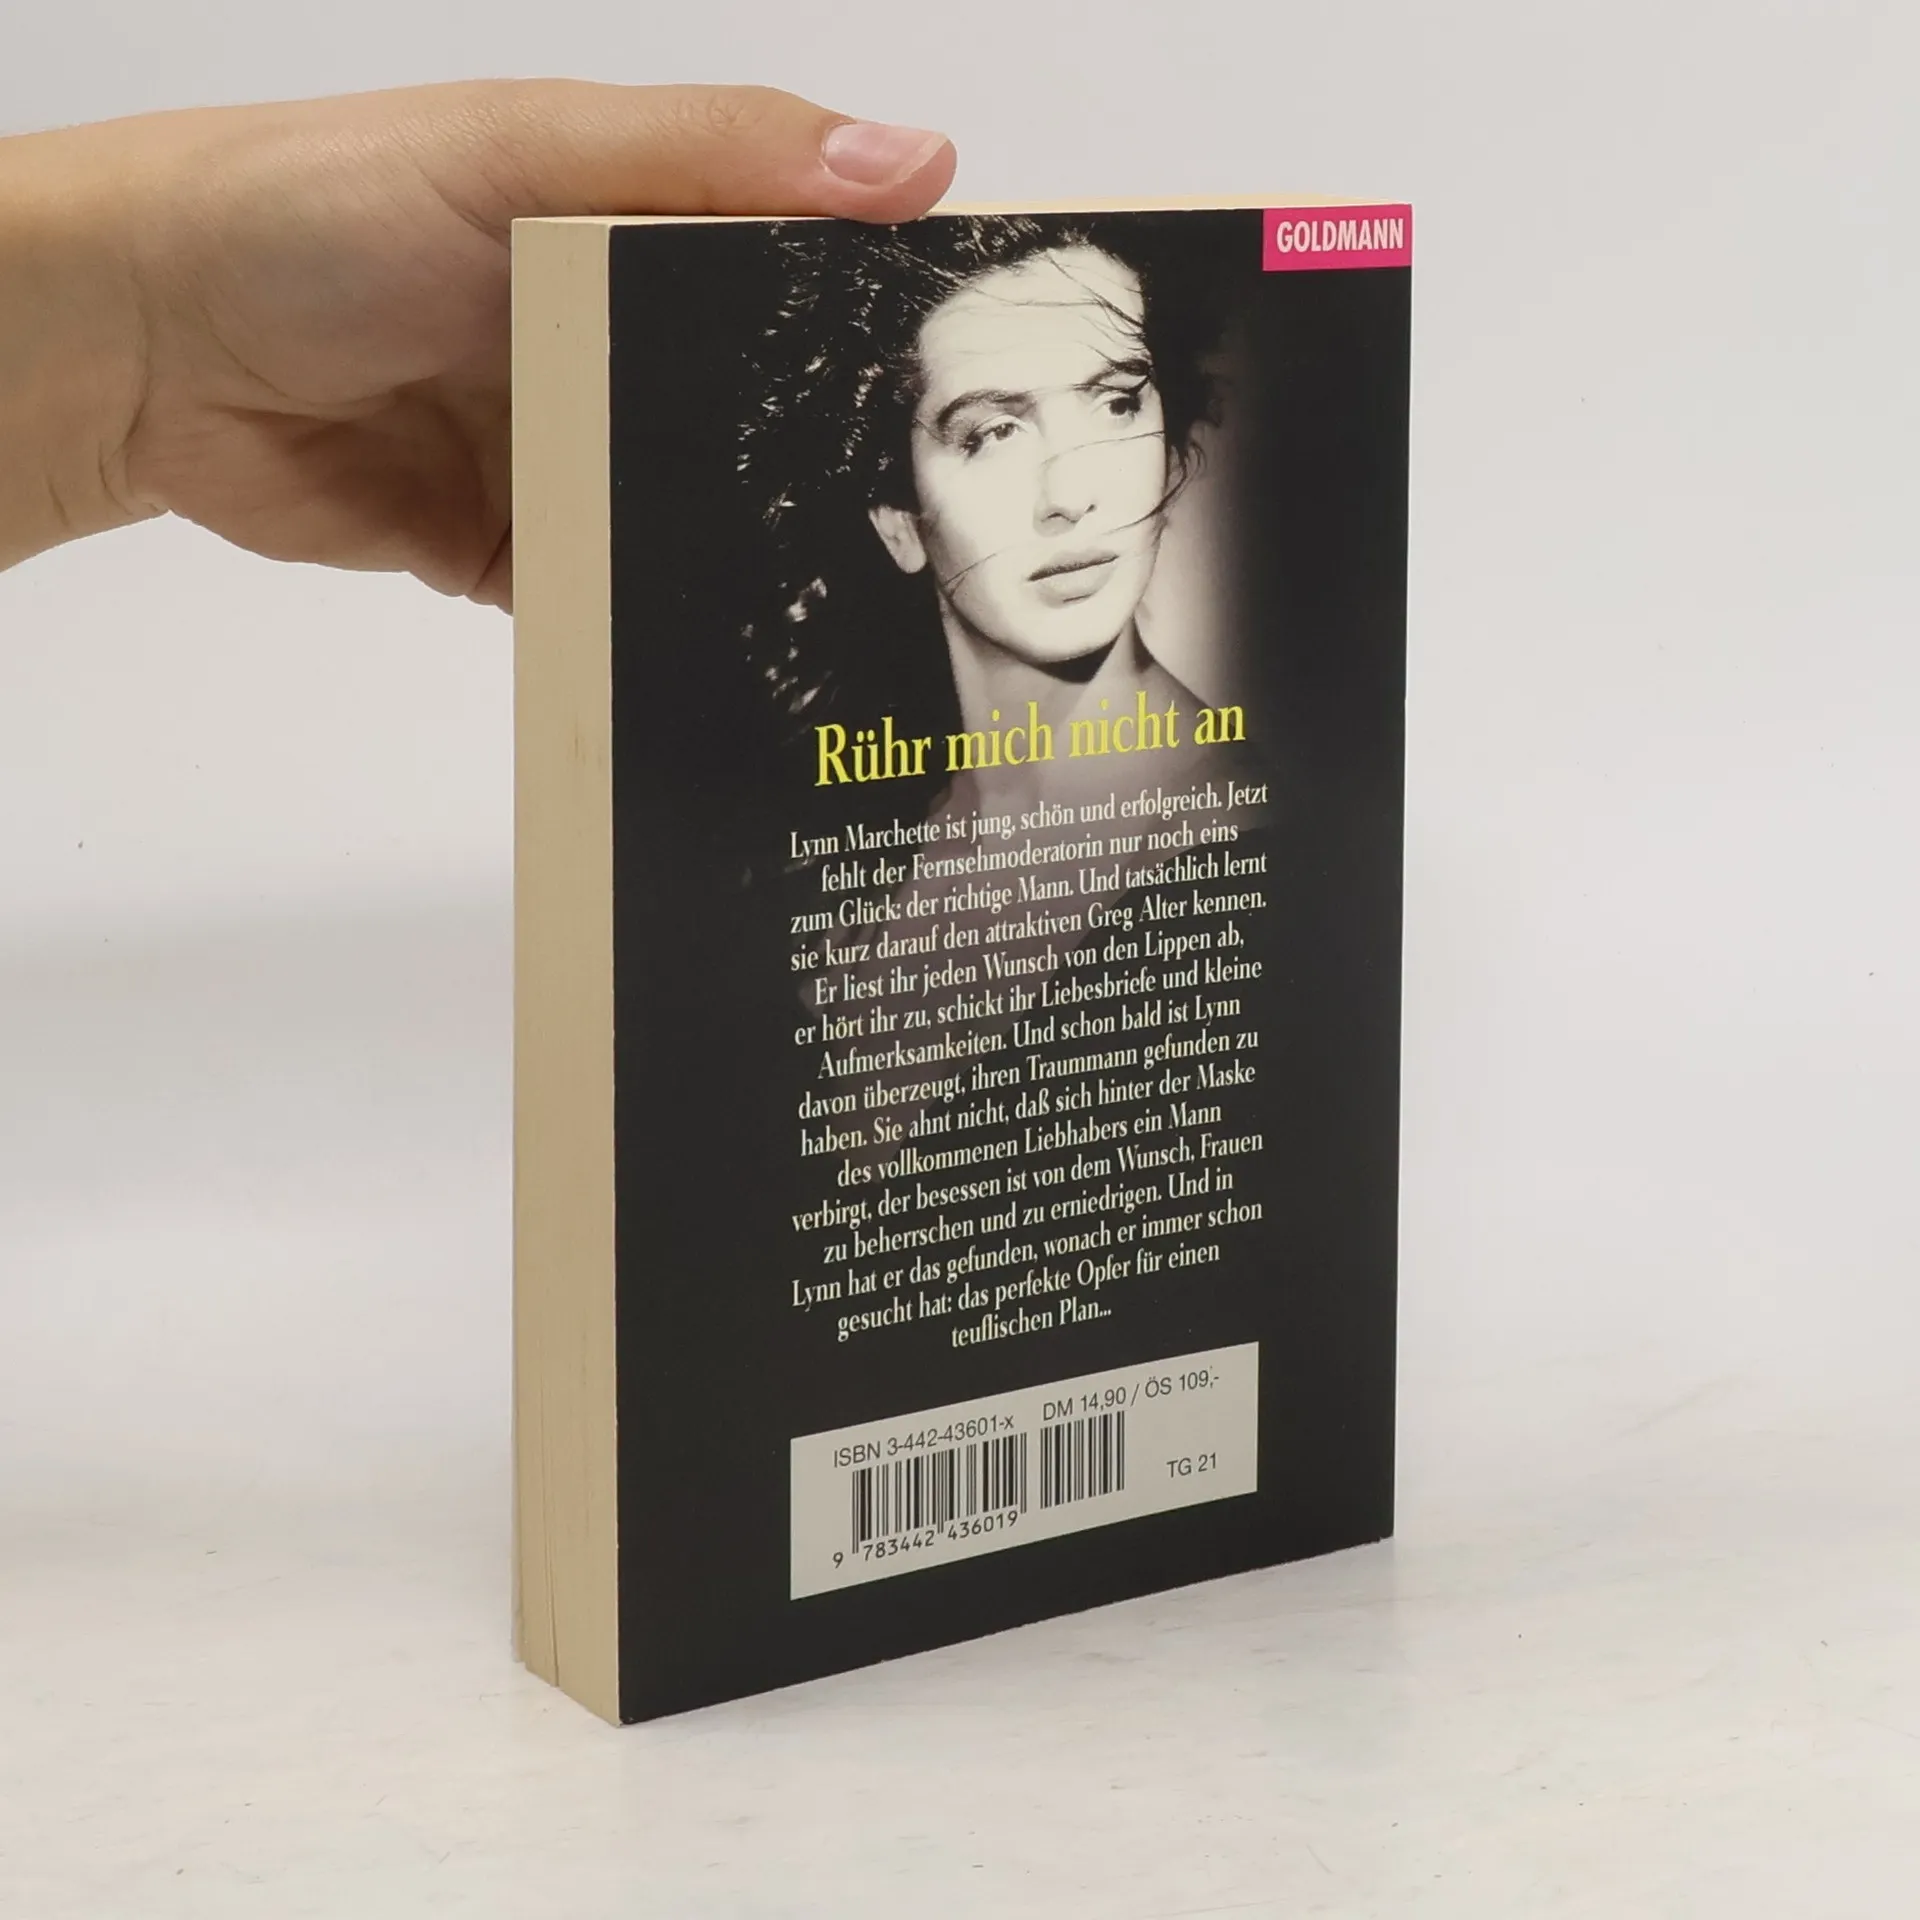 GOLDMANN
Rühr mich nicht an
Lynn Marchette ist jung, schön und erfolgreich. Jetzt
fehlt der Fernsehmoderatorin nur noch eins
zum Glück: der richtige Mann. Und tatsächlich lernt
sie kurz darauf den attraktiven Greg Alter kennen.
Er liest ihr jeden Wunsch von den Lippen ab,
er hört ihr zu, schickt ihr Liebesbriefe und kleine
Aufmerksamkeiten. Und schon bald ist Lynn
davon überzeugt, ihren Traummann gefunden zu
haben. Sie ahnt nicht, daß sich hinter der Maske
des vollkommenen Liebhabers ein Mann
verbirgt, der besessen ist von dem Wunsch, Frauen
zu beherrschen und zu erniedrigen. Und in
Lynn hat er das gefunden, wonach er immer schon
gesucht hat: das perfekte Opfer für einen
teuflischen Plan...
ISBN 3-442-43601-x DM 14,90 / ÖS 109,-
TG 21
9 783442 436019